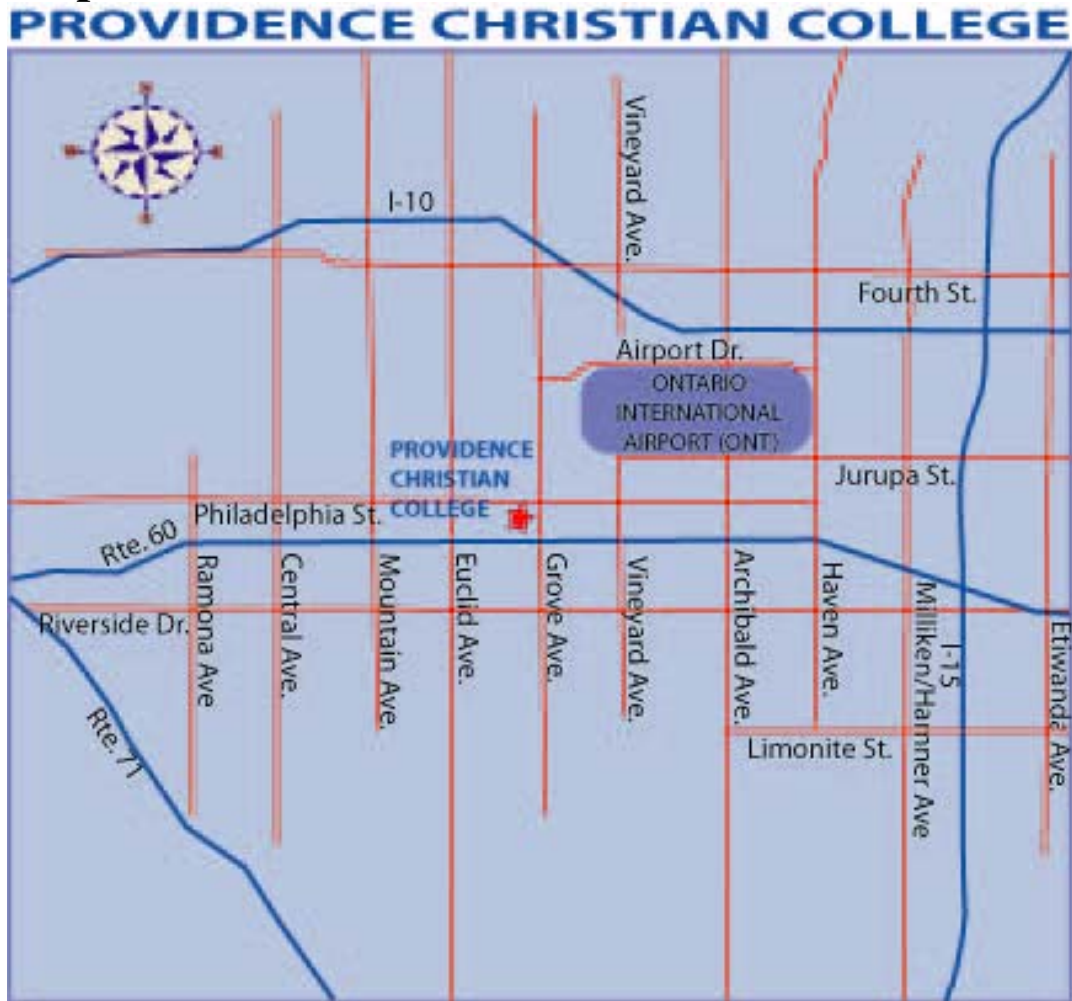 PROVIDENCE CHRISTIAN COLLEGE
Vineyard Ave.
I-10
Fourth St.
Airport Dr.
ONTARIO
INTERNATIONAL
AIRPORT (ONT)
PROVIDENCE
CHRISTIAN
COLLEGE
Jurupa St.
Philadelphia St.
Rte. 60
Ramona Ave
Central Ave.
Mountain Ave.
Euclid Ave.
Grove Ave.
Vineyard Ave.
Archibald Ave.
Haven Ave.
Milliken/Hamner Ave
I-15
Etiwanda Ave.
Riverside Dr.
Rte. 71
Limonite St.